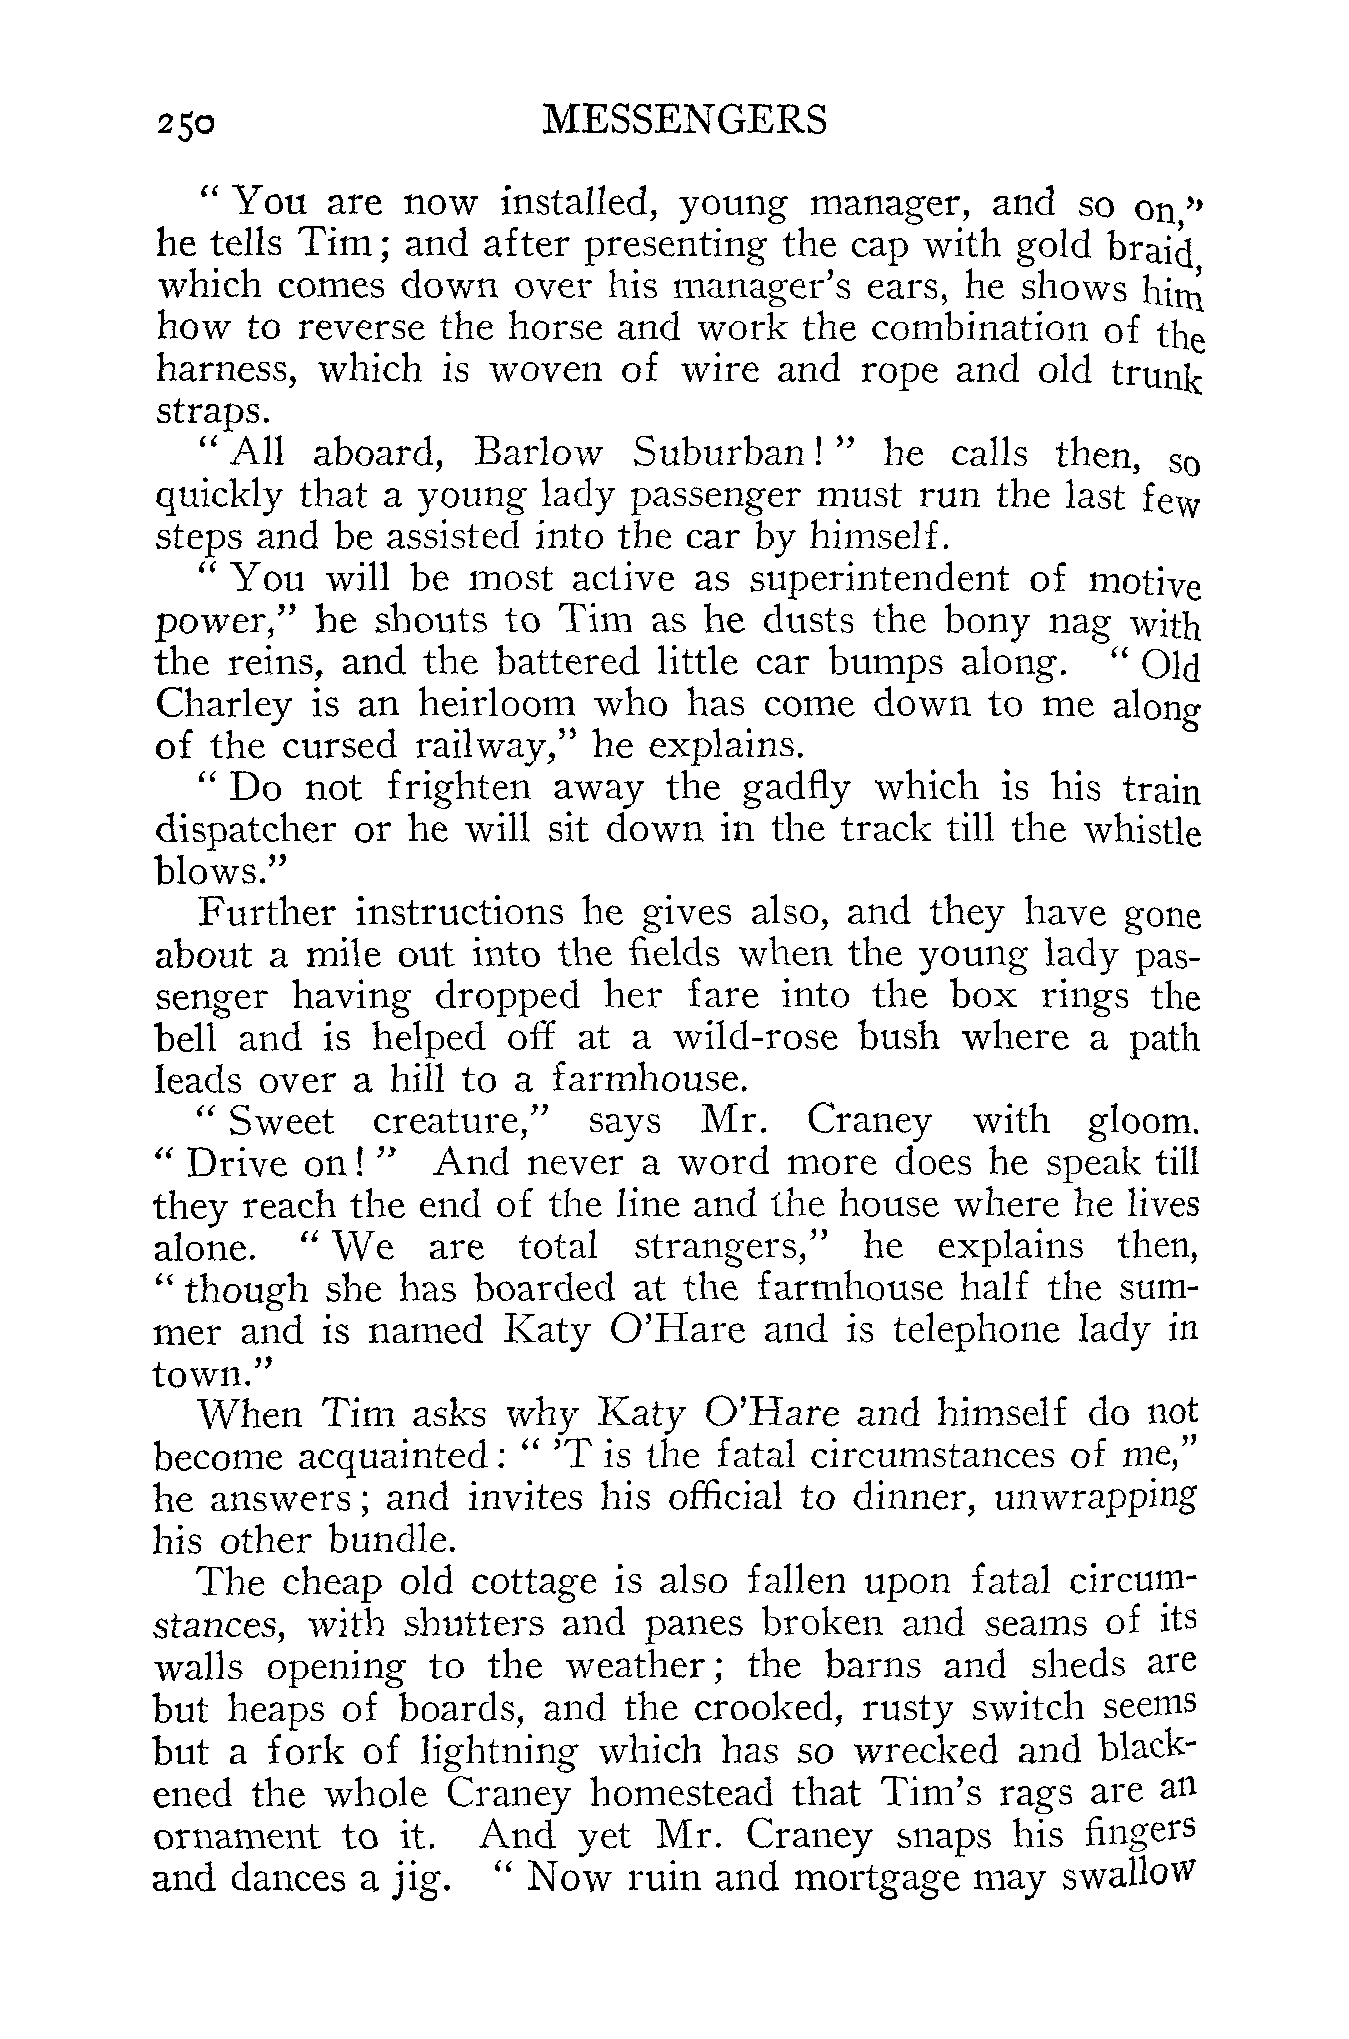 250 MESSENGERS
“ You are now installed, young manager, and so on,”
he tells Tim; and after presenting the cap with gold braid,
which comes down over his manager’s ears, he shows him
how to reverse the horse and work the combination of the
harness, which is woven of wire and rope and old trunk
straps.
“ All aboard, Barlow Suburban! ” he calls then, so
quickly that a young lady passenger must run the last few
steps and be assisted into the car by himself.
“ You will be most active as superintendent of motive
power,” he shouts to Tim as he dusts the bony nag with
the reins, and the battered little car bumps along. “ Old
Charley is an heirloom who has come down to me along
of the cursed railway,” he explains.
“ Do not frighten away the gadfly which is his train
dispatcher or he will sit down in the track till the whistle
blows.”
Further instructions he gives also, and they have gone
about a mile out into the fields when the young lady pas-
senger having dropped her fare into the box rings the
bell and is helped off at a wild-rose bush where a path
leads over a hill to a farmhouse.
“ Sweet creature,” says Mr. Craney with gloom.
“ Drive on! ” And never a word more does he speak till
they reach the end of the line and the house where he lives
alone. “ We are total strangers,” he explains then,
“ though she has boarded at the farmhouse half the sum-
mer and is named Katy O’Hare and is telephone lady in
town.”
When Tim asks why Katy O’Hare and himself do not
become acquainted: “ ’T is the fatal circumstances of me,”
he answers; and invites his official to dinner, unwrapping
his other bundle.
The cheap old cottage is also fallen upon fatal circum-
stances, with shutters and panes broken and seams of its
walls opening to the weather; the barns and sheds are
but heaps of boards, and the crooked, rusty switch seems
but a fork of lightning which has so wrecked and black-
ened the whole Craney homestead that Tim’s rags are an
ornament to it. And yet Mr. Craney snaps his fingers
and dances a jig. “ Now ruin and mortgage may swallow